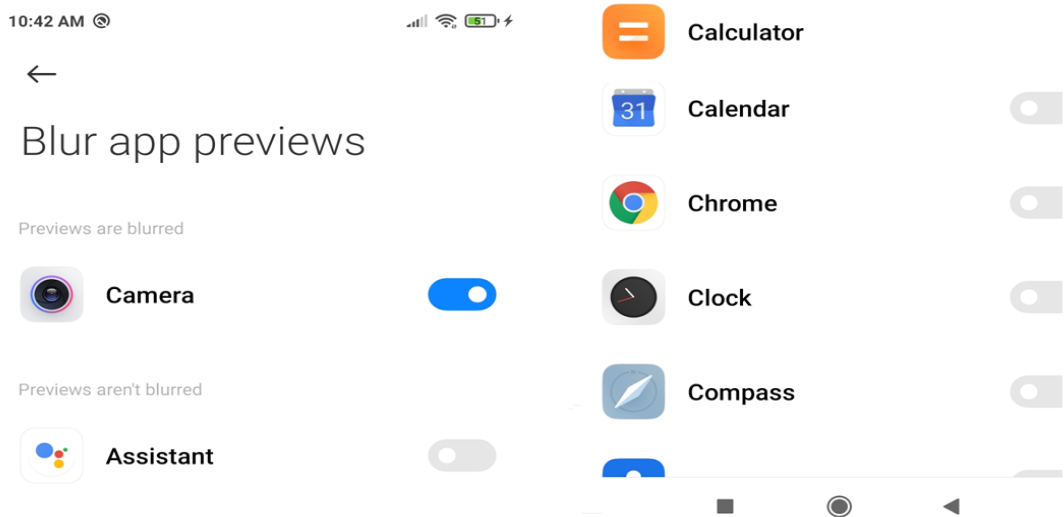 10:42 AM
51
Blur app previews
Previews are blurred
Camera
Previews aren't blurred
Assistant
Calculator
31
Calendar
Chrome
Clock
Compass